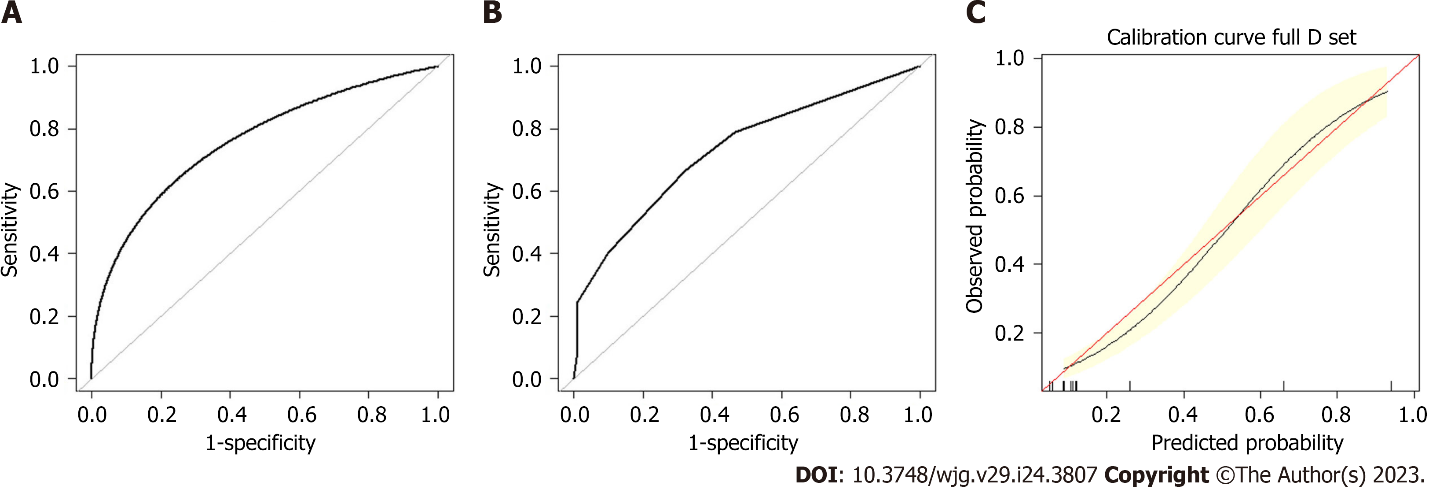 A
1.0
0.8
0.6
0.4
0.2
0.0
Sensitivity
0.0 0.2 0.4 0.6 0.8 1.0
1-specificity
B
1.0
0.8
0.6
0.4
0.2
0.0
Sensitivity
0.0 0.2 0.4 0.6 0.8 1.0
1-specificity
C
Calibration curve full D set
1.0
0.8
0.6
0.4
0.2
Observed probability
0.2 0.4 0.6 0.8 1.0
Predicted probability
DOI: 10.3748/wjg.v29.i24.3807 Copyright ©The Author(s) 2023.